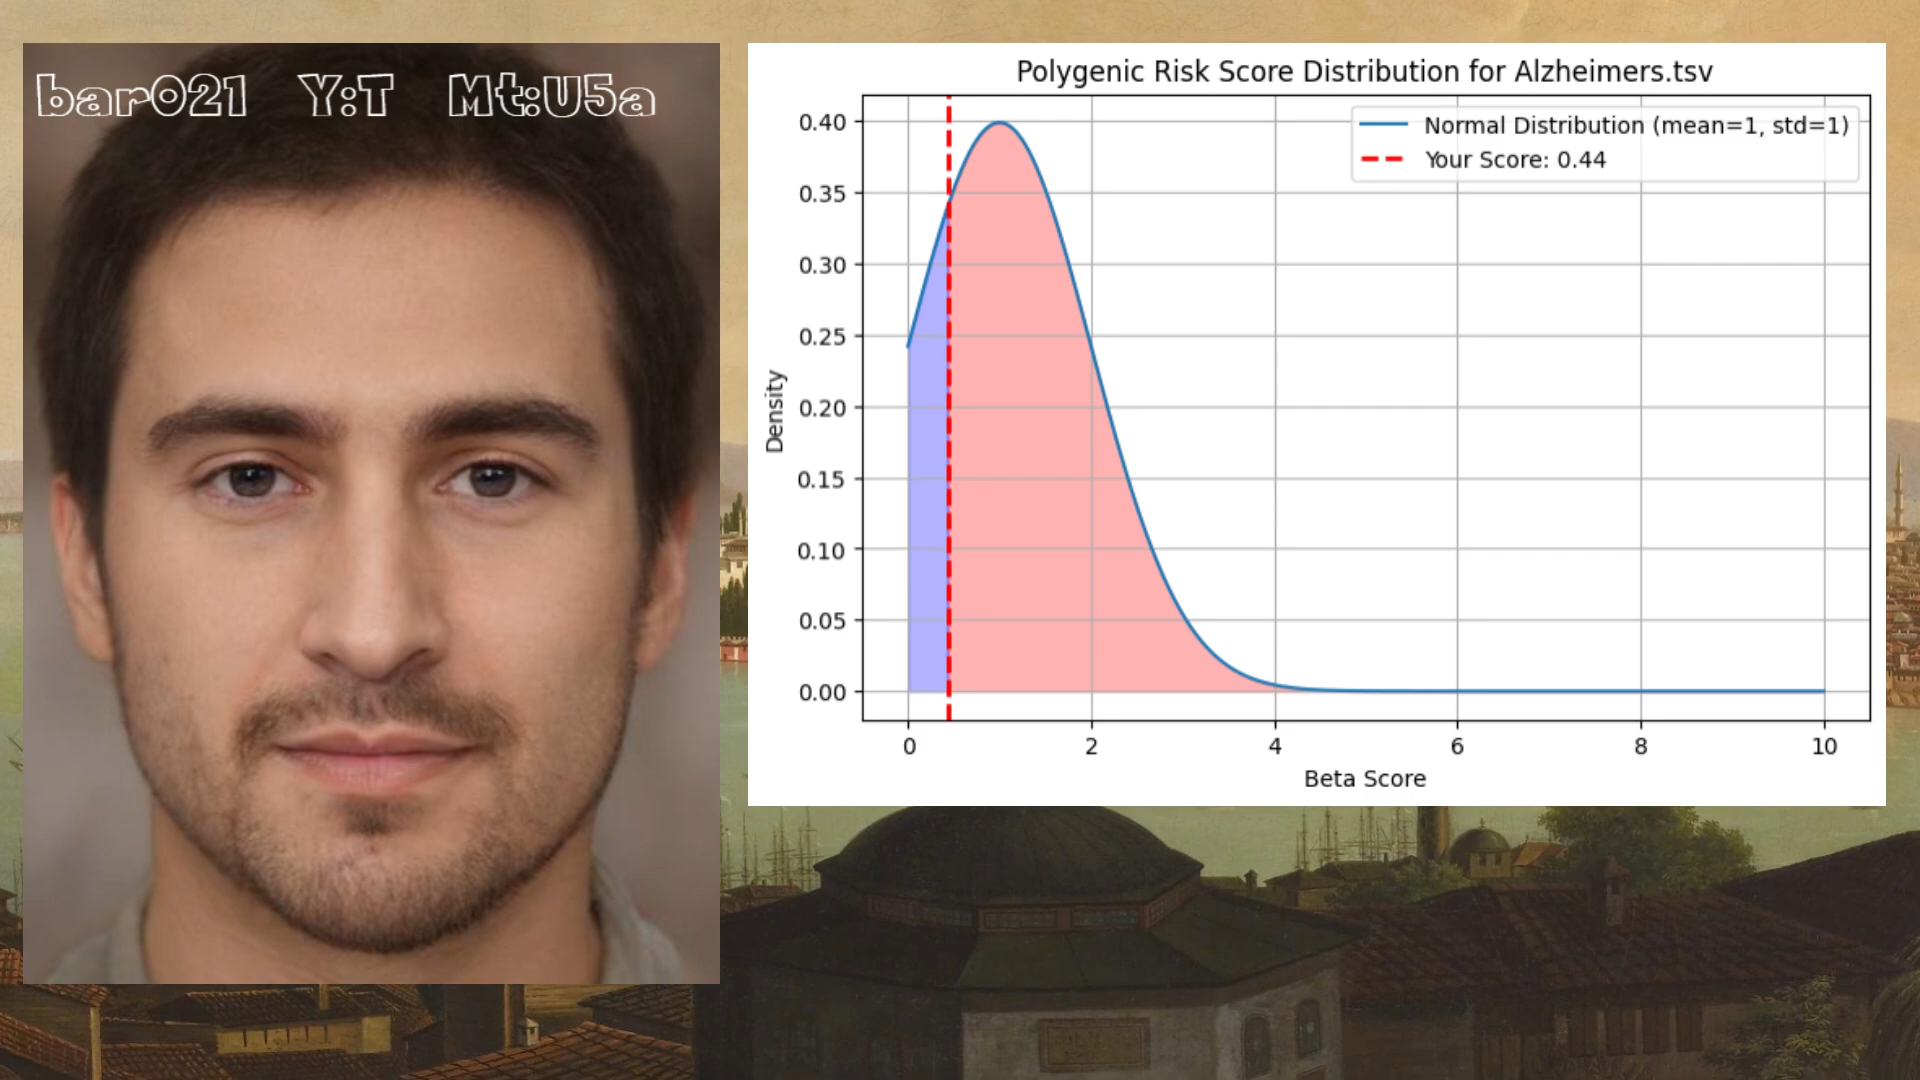 bar021 Y:T Mt:U5a
Polygenic Risk Score Distribution for Alzheimers.tsv
Normal Distribution (mean=1, std=1)
Your Score: 0.44
0.40
0.35
0.30
0.25
0.20
0.15
0.10
0.05
0.00
Density
0 2 4 6 8 10
Beta Score